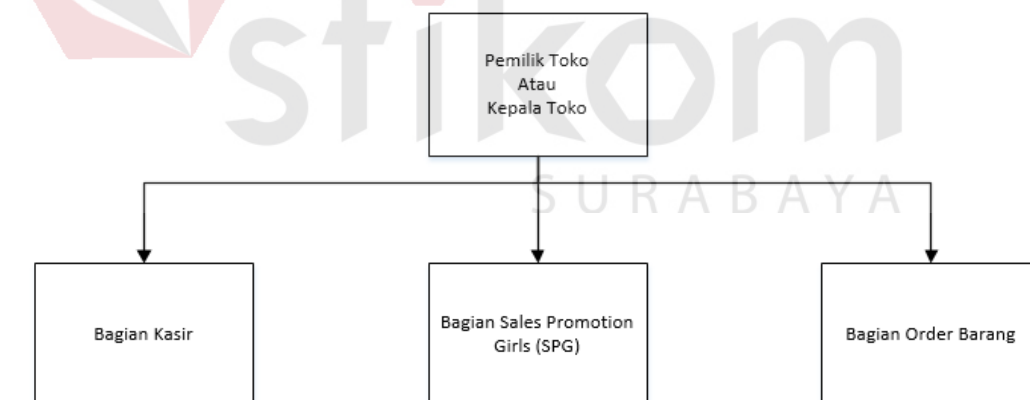 stikom
SURABAYA
Pemilik Toko
Atau
Kepala Toko
Bagian Kasir
Bagian Sales Promotion
Girls (SPG)
Bagian Order Barang